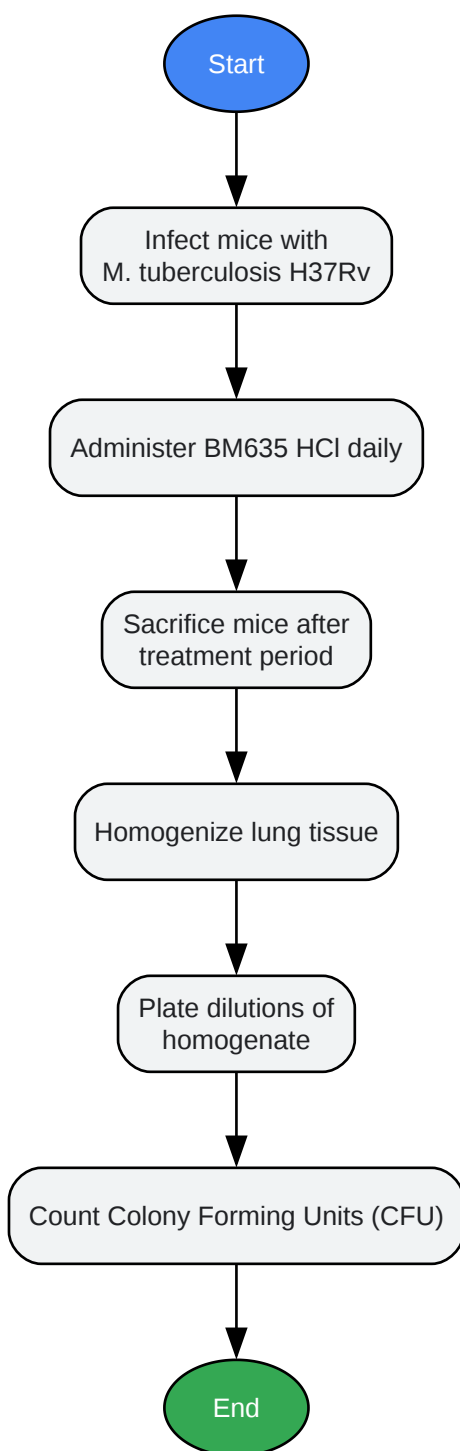 Start
Infect mice with
M. tuberculosis H37Rv
Administer BM635 HCl daily
Sacrifice mice after
treatment period
Homogenize lung tissue
Plate dilutions of
homogenate
Count Colony Forming Units (CFU)
End